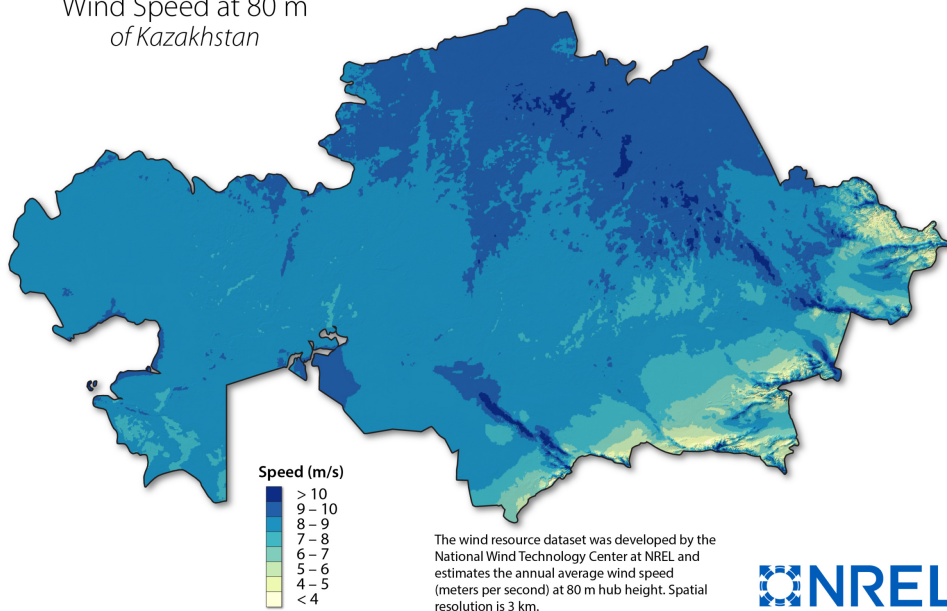 Wind Speed at 80 m
of Kazakhstan
Speed (m/s)
> 10
9 – 10
8 – 9
7 – 8
6 – 7
5 – 6
4 – 5
< 4
The wind resource dataset was developed by the
National Wind Technology Center at NREL and
estimates the annual average wind speed
(meters per second) at 80 m hub height. Spatial
resolution is 3 km.
NREL